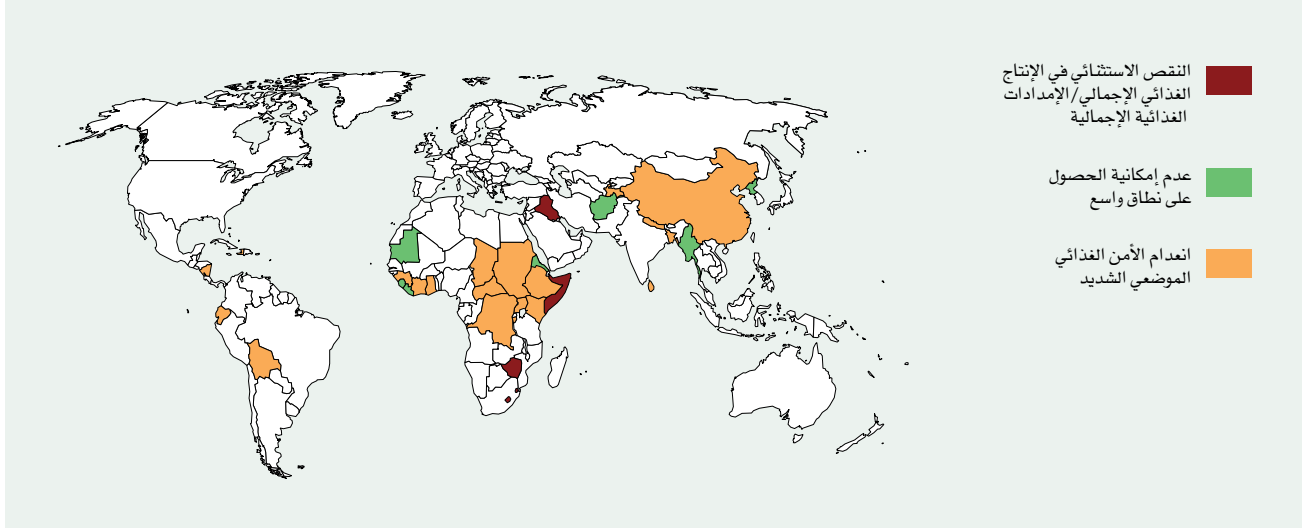 النقص الاستثنائي في الإنتاج
الغذائي الإجمالي/الإمدادات
الغذائية الإجمالية
عدم إمكانية الحصول
على نطاق واسع
انعدام الأمن الغذائي
الموضعي الشديد